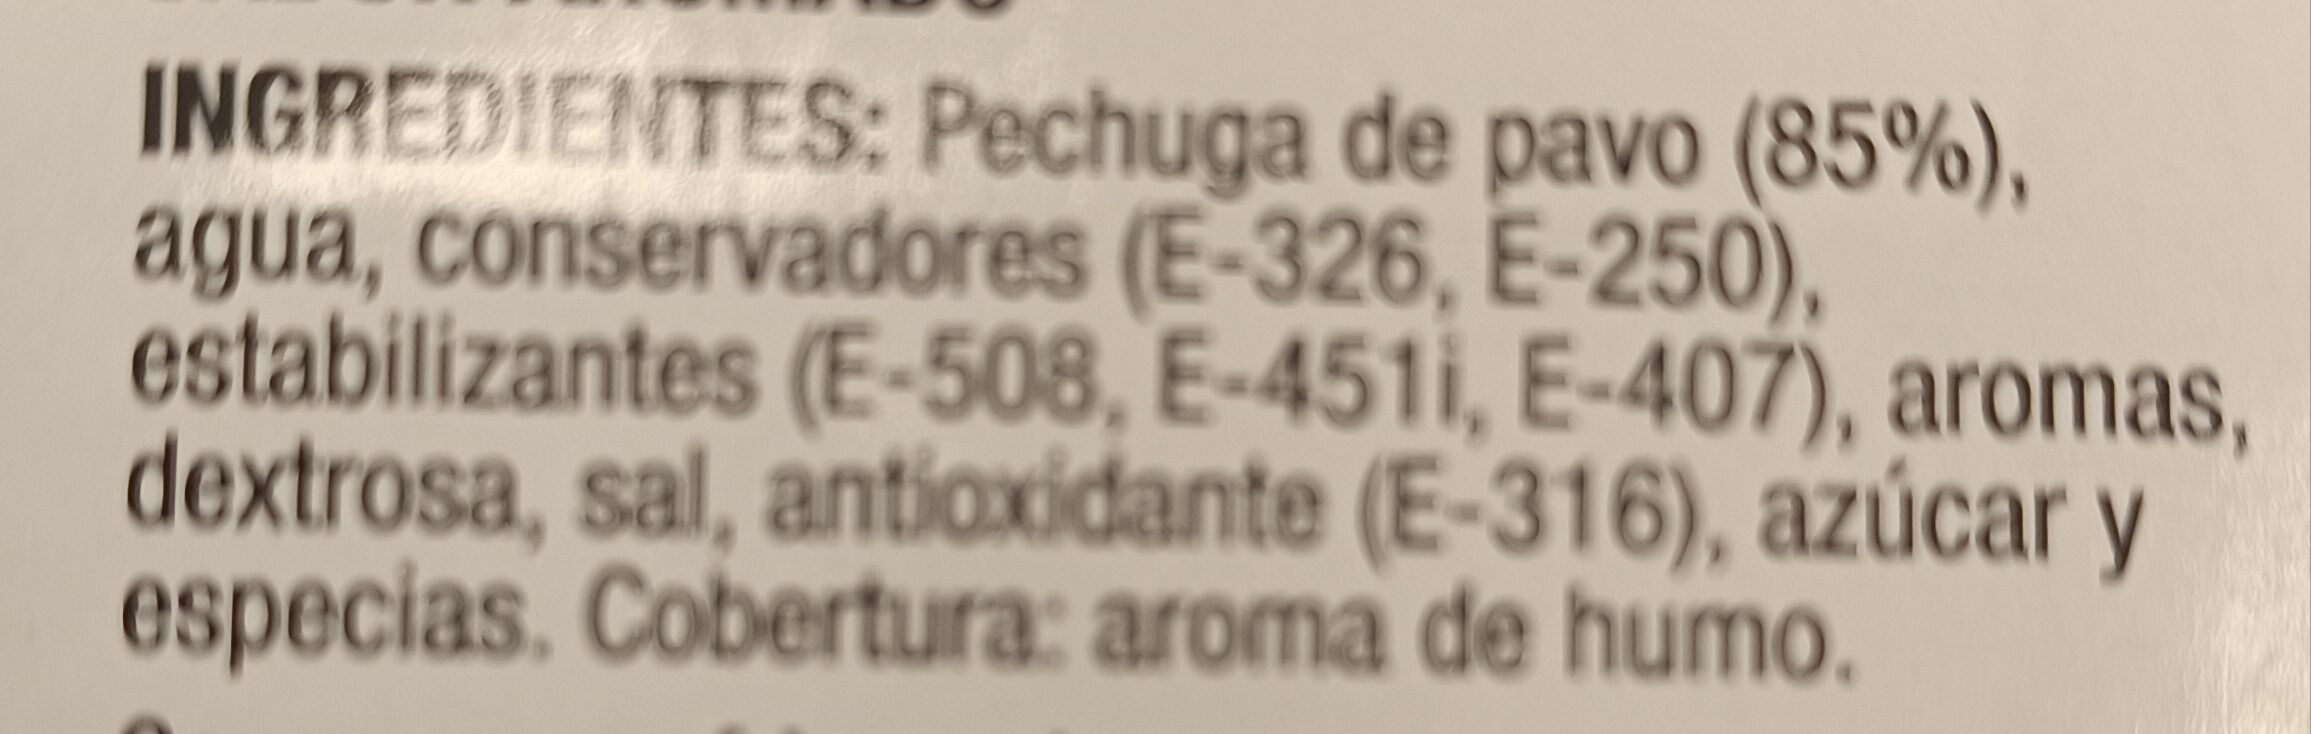 INGREDIENTES: Pechuga de pavo (85%),
agua, conservadores (E-326, E-250),
estabilizantes (E-508, E-451i, E-407), aromas,
dextrosa, sal, antioxidante (E-316), azúcar y
especias. Cobertura: aroma de humo.